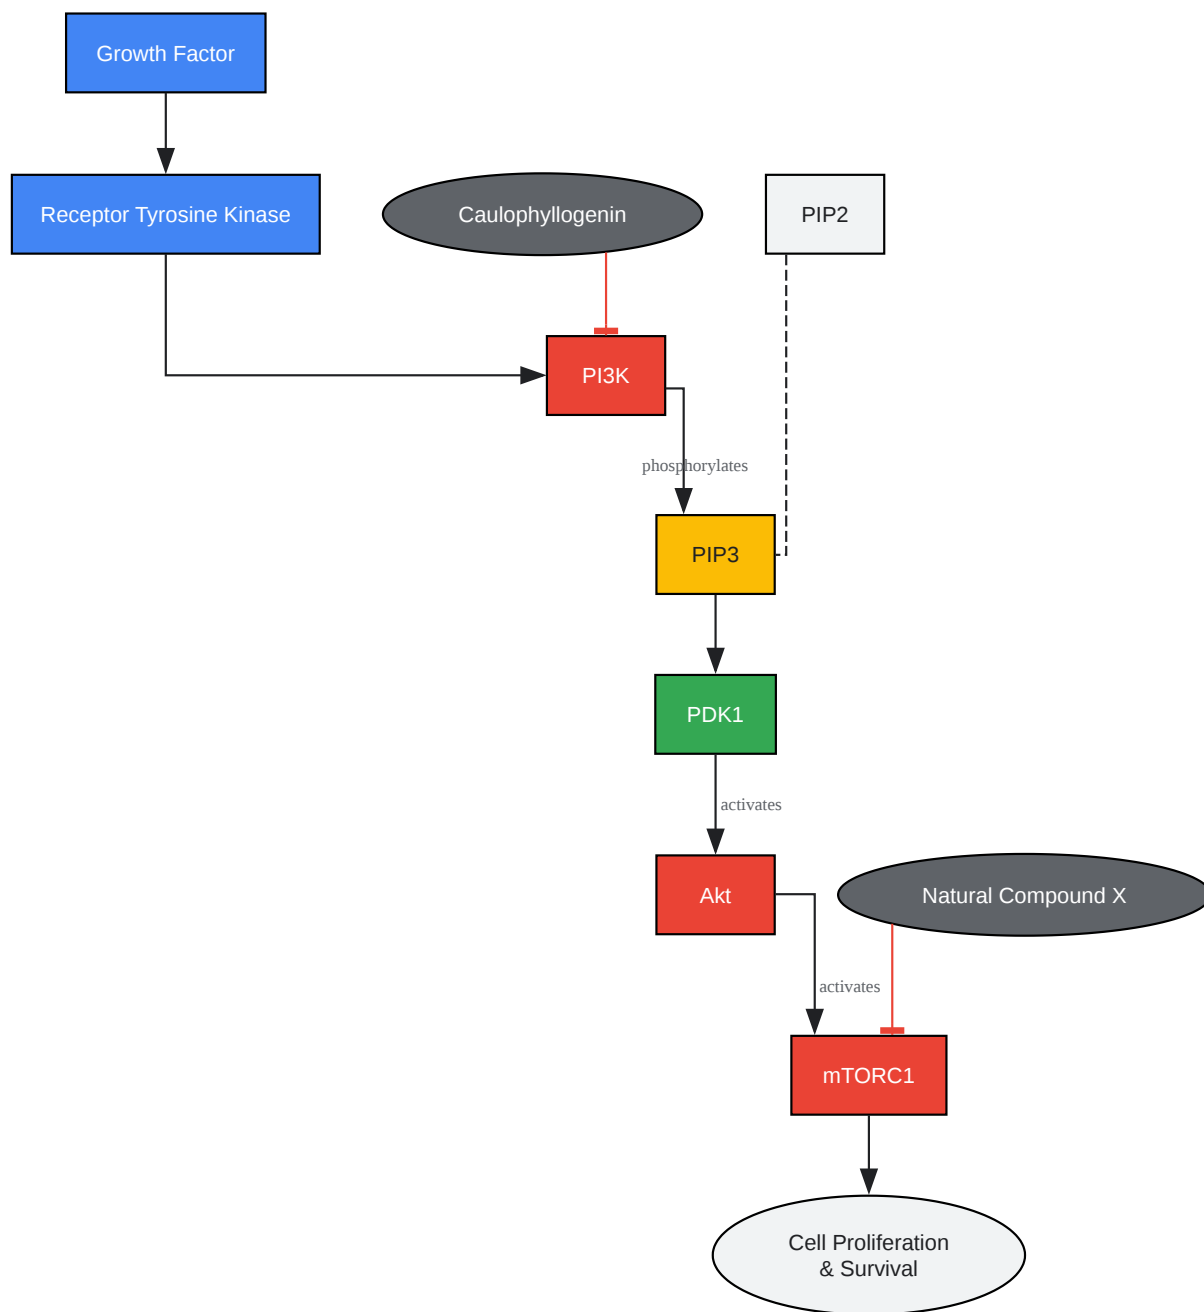 Growth Factor
Receptor Tyrosine Kinase
Caulophyllogenin
PIP2
PI3K
phosphorylates
PIP3
PDK1
activates
Akt
Natural Compound X
activates
mTORC1
Cell Proliferation
& Survival